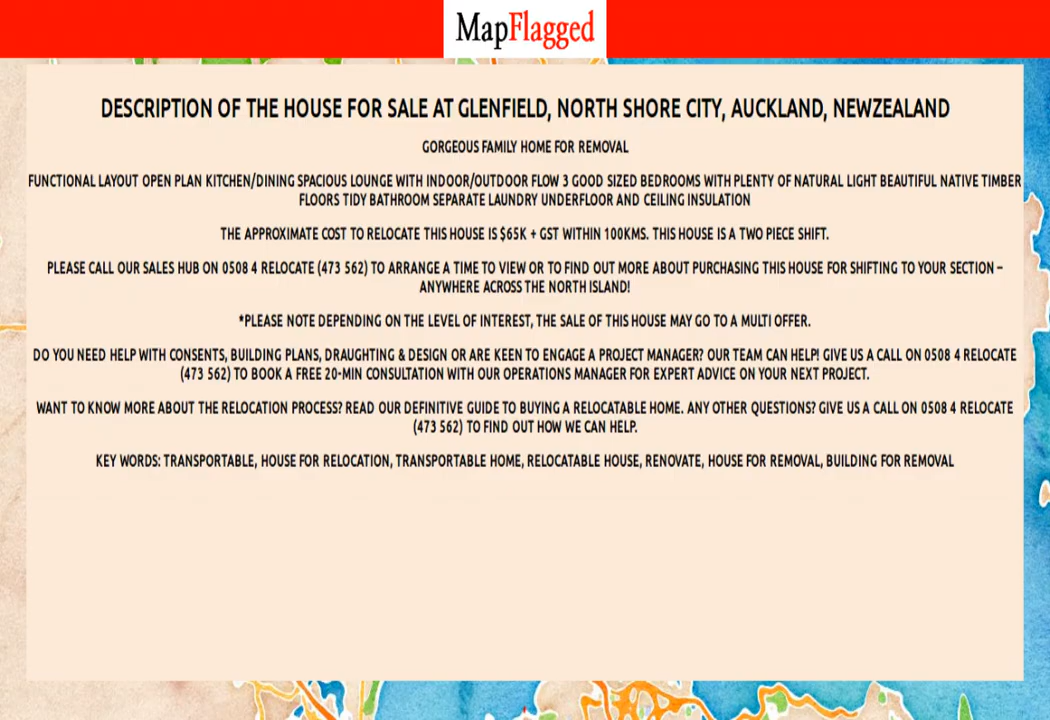 MapFlagged
DESCRIPTION OF THE HOUSE FOR SALE AT GLENFIELD, NORTH SHORE CITY, AUCKLAND, NEWZEALAND
GORGEOUS FAMILY HOME FOR REMOVAL
FUNCTIONAL LAYOUT OPEN PLAN KITCHEN/DINING SPACIOUS LOUNGE WITH INDOOR/OUTDOOR FLOW 3 GOOD SIZED BEDROOMS WITH PLENTY OF NATURAL LIGHT BEAUTIFUL NATIVE TIMBER
FLOORS TIDY BATHROOM SEPARATE LAUNDRY UNDERFLOOR AND CEILING INSULATION
THE APPROXIMATE COST TO RELOCATE THIS HOUSE IS $65K + GST WITHIN 100KMS. THIS HOUSE IS A TWO PIECE SHIFT.
PLEASE CALL OUR SALES HUB ON 0508 4 RELOCATE (473 562) TO ARRANGE A TIME TO VIEW OR TO FIND OUT MORE ABOUT PURCHASING THIS HOUSE FOR SHIFTING TO YOUR SECTION –
ANYWHERE ACROSS THE NORTH ISLAND!
*PLEASE NOTE DEPENDING ON THE LEVEL OF INTEREST, THE SALE OF THIS HOUSE MAY GO TO A MULTI OFFER.
DO YOU NEED HELP WITH CONSENTS, BUILDING PLANS, DRAUGHTING & DESIGN OR ARE KEEN TO ENGAGE A PROJECT MANAGER? OUR TEAM CAN HELP! GIVE US A CALL ON 0508 4 RELOCATE
(473 562) TO BOOK A FREE 20-MIN CONSULTATION WITH OUR OPERATIONS MANAGER FOR EXPERT ADVICE ON YOUR NEXT PROJECT.
WANT TO KNOW MORE ABOUT THE RELOCATION PROCESS? READ OUR DEFINITIVE GUIDE TO BUYING A RELOCATABLE HOME. ANY OTHER QUESTIONS? GIVE US A CALL ON 0508 4 RELOCATE
(473 562) TO FIND OUT HOW WE CAN HELP.
KEY WORDS: TRANSPORTABLE, HOUSE FOR RELOCATION, TRANSPORTABLE HOME, RELOCATABLE HOUSE, RENOVATE, HOUSE FOR REMOVAL, BUILDING FOR REMOVAL